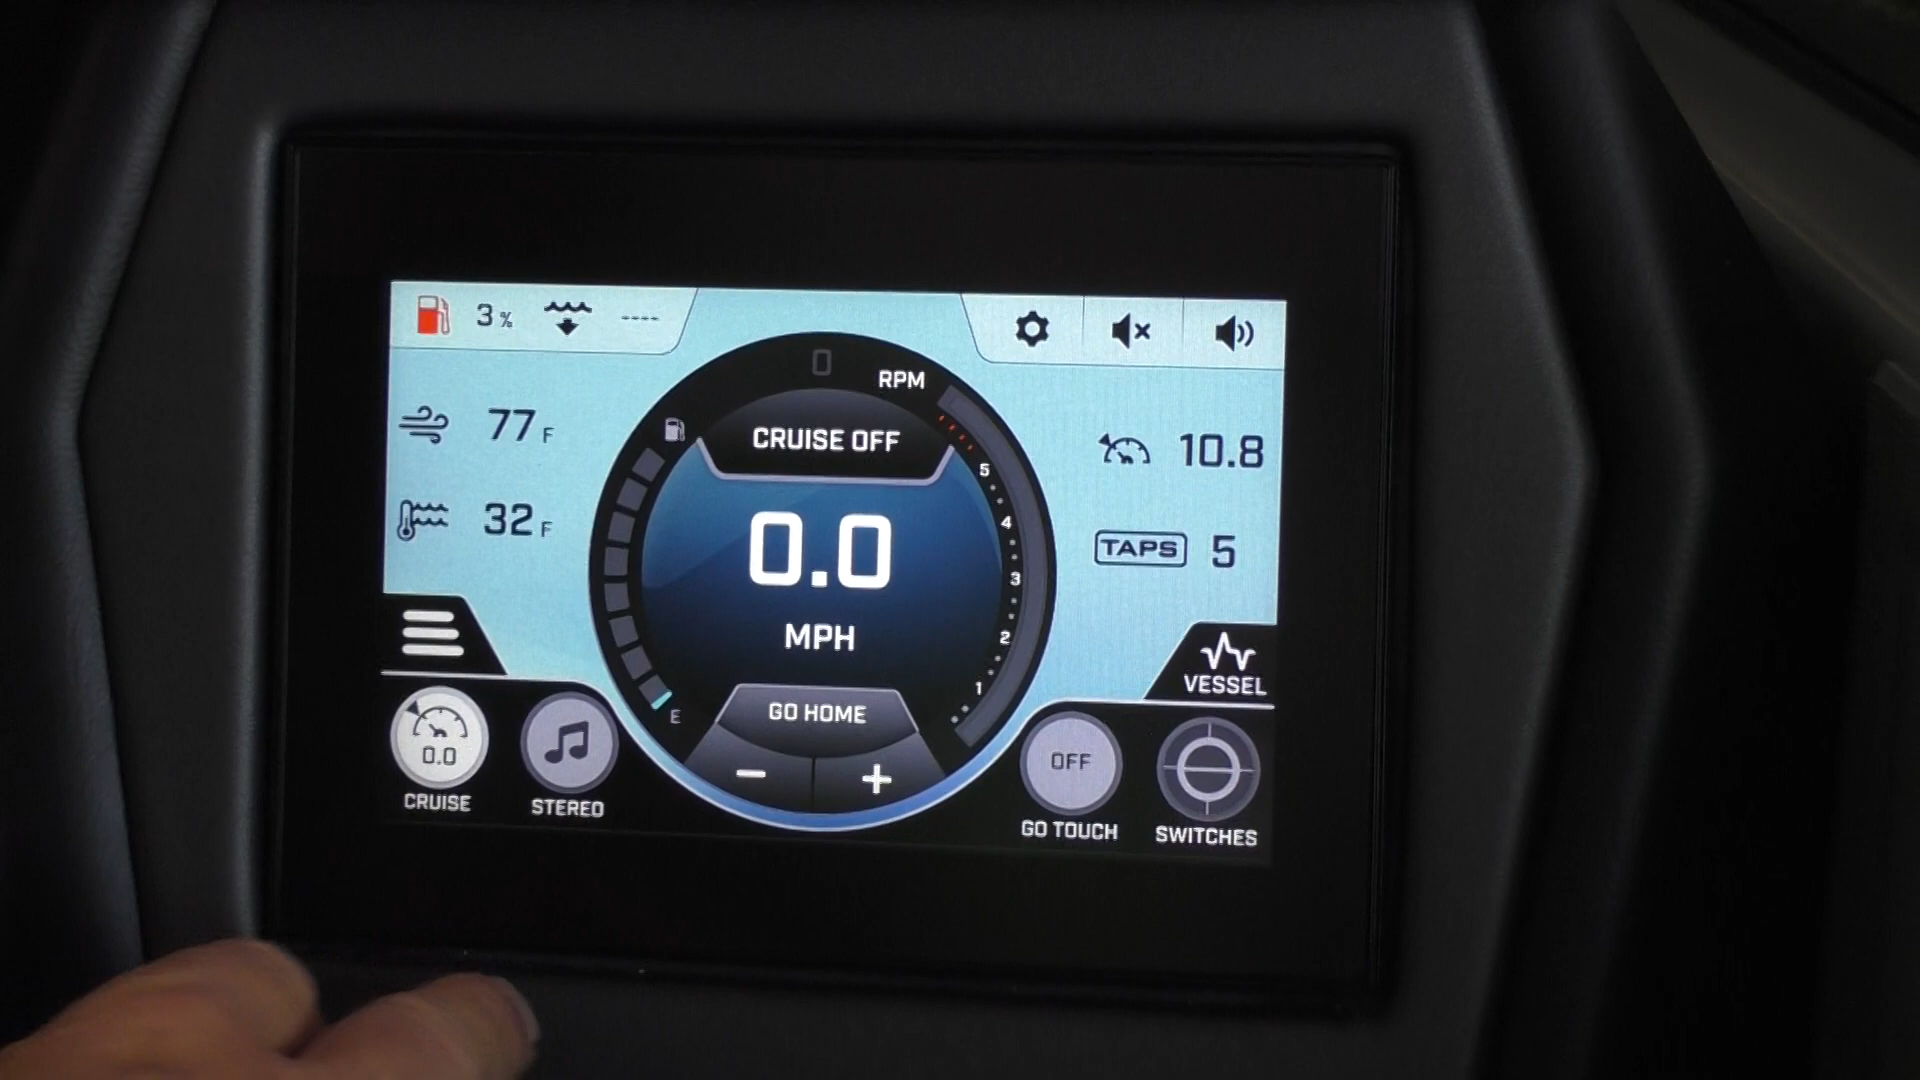 3 %
----
0
RPM
77 F
CRUISE OFF
10.8
5
32 F
4
0.0
TAPS 5
3
MPH
2
VESSEL
1
E
GO HOME
0.0
OFF
− +
CRUISE
STEREO
GO TOUCH
SWITCHES